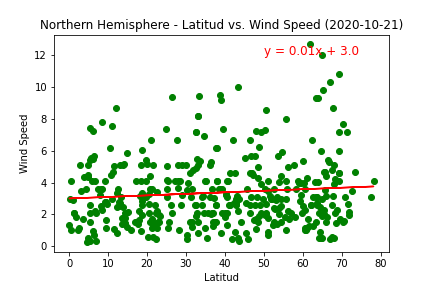 Northern Hemisphere - Latitud vs. Wind Speed (2020-10-21)
y = 0.01x + 3.0
12
10
8
6
4
2
0
Wind Speed
0 10 20 30 40 50 60 70 80
Latitud